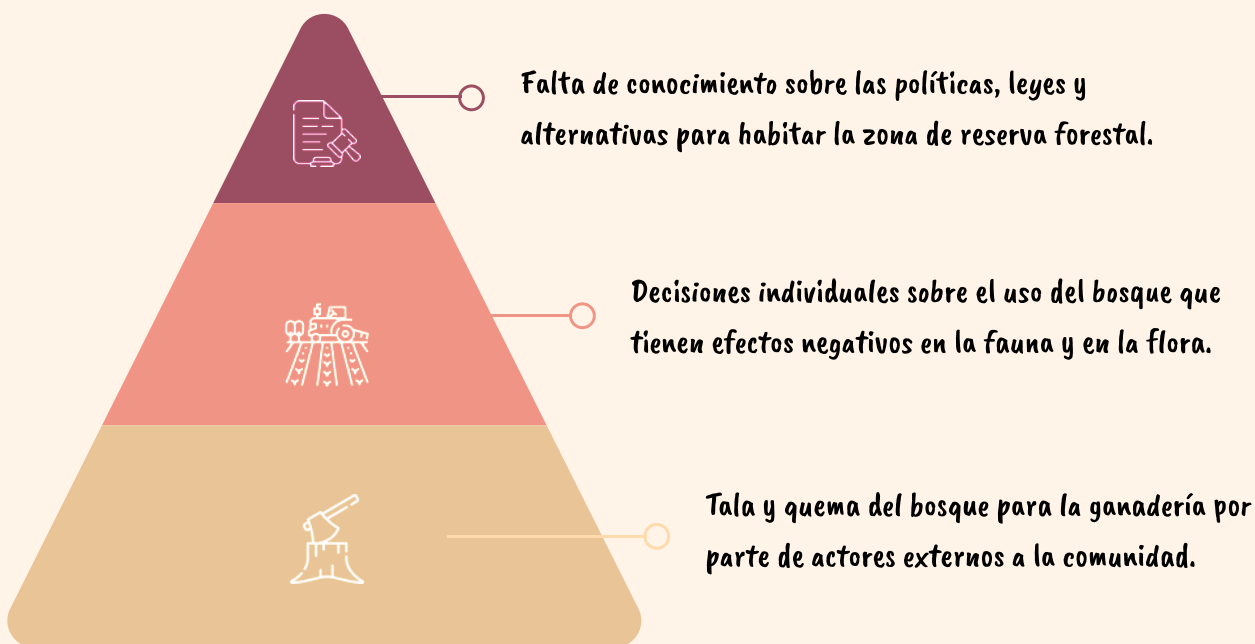 Falta de conocimiento sobre las políticas, leyes y
alternativas para habitar la zona de reserva forestal.
Decisiones individuales sobre el uso del bosque que
tienen efectos negativos en la fauna y en la flora.
Tala y quema del bosque para la ganadería por
parte de actores externos a la comunidad.